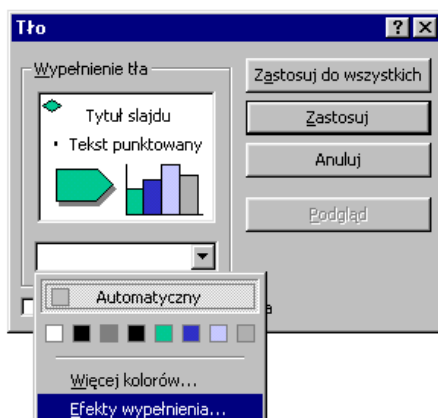 Tło
Wypełnienie tła
Tytuł slajdu
• Tekst punktowany
Zastosuj do wszystkich
Zastosuj
Anuluj
Podgląd
Automatyczny
Więcej kolorów...
Efekty wypełnienia...